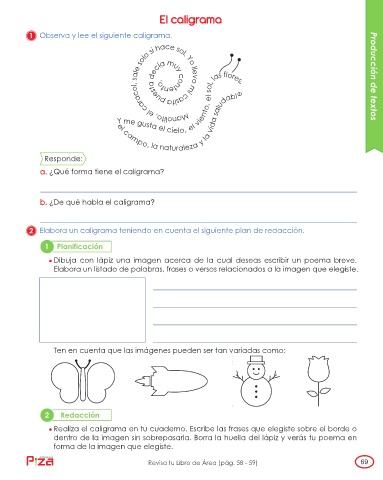 El caligrama
1 Observa y lee el siguiente caligrama.
Manolito, el caracol, sale solo si hace sol. Yo llevo mi casita puesta decía muy contento.
Y me gusta el cielo, el viento, el sol, las flores,
el campo, la naturaleza y la vida saludable
Producción de textos
Responde:
a. ¿Qué forma tiene el caligrama?
b. ¿De qué habla el caligrama?
2 Elabora un caligrama teniendo en cuenta el siguiente plan de redacción.
1 Planificación
• Dibuja con lápiz una imagen acerca de la cual deseas escribir un poema breve.
Elabora un listado de palabras, frases o versos relacionados a la imagen que elegiste.
Ten en cuenta que las imágenes pueden ser tan variadas como:
2 Redacción
• Realiza el caligrama en tu cuaderno. Escribe las frases que elegiste sobre el borde o
dentro de la imagen sin sobrepasarla. Borra la huella del lápiz y verás tu poema en
forma de la imagen que elegiste.
Revisa tu Libro de Área (pág. 58 - 59)
69